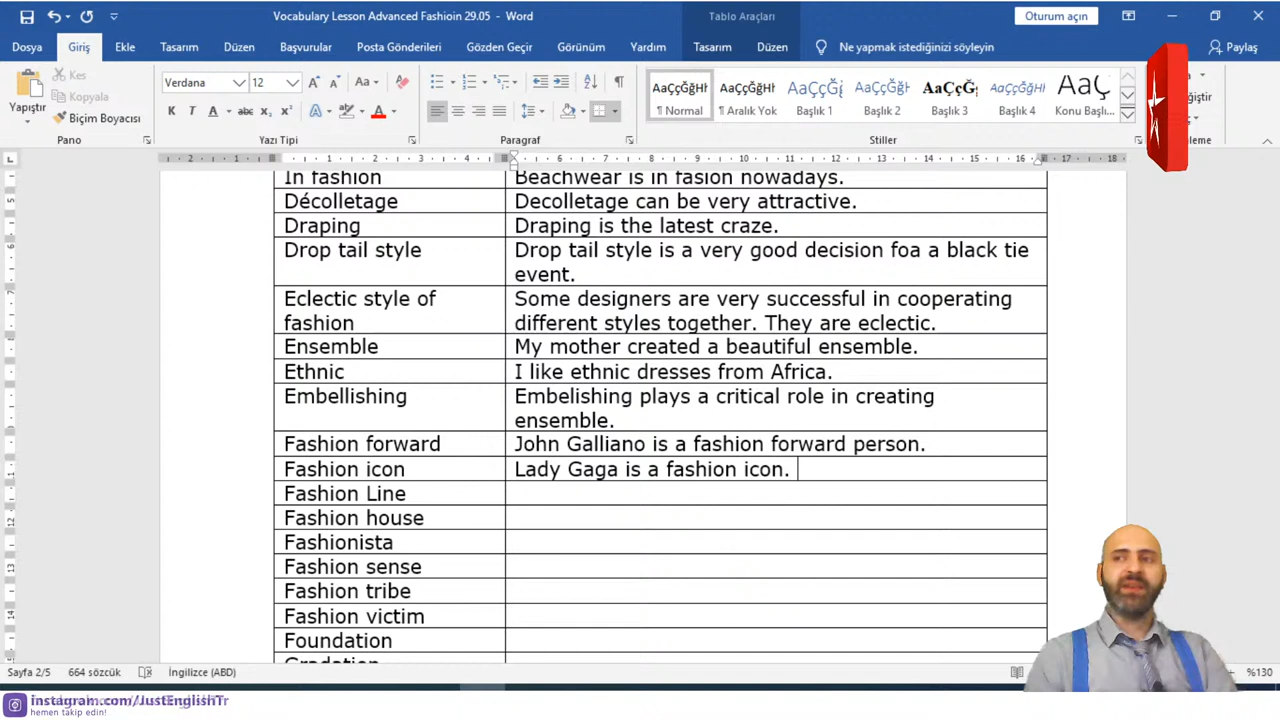 Vocabulary Lesson Advanced Fashioin 29.05 - Word
Tablo Araçları
Oturum açın
Dosya Giriş Ekle Tasarım Düzen Başvurular Posta Gönderileri Gözden Geçir Görünüm Yardım Tasarım Düzen Ne yapmak istediğinizi söyleyin Paylaş
Yapıştır
Kes
Kopyala
Biçim Boyacısı
Pano
Verdana 12
Yazı Tipi
Paragraf
AaÇçĞğHł AaÇçĞğHł AaÇçĞğH AaÇçĞğH AaÇçĞğ AaÇçĞğH AaÇç
¶ Normal ¶ Aralık Yok Başlık 1 Başlık 2 Başlık 3 Başlık 4 Konu Başl...
Stiller
In fashion Beachwear is in fasion nowadays.
Décolletage Decolletage can be very attractive.
Draping Draping is the latest craze.
Drop tail style Drop tail style is a very good decision foa a black tie
event.
Eclectic style of Some designers are very successful in cooperating
fashion different styles together. They are eclectic.
Ensemble My mother created a beautiful ensemble.
Ethnic I like ethnic dresses from Africa.
Embellishing Embelishing plays a critical role in creating
ensemble.
Fashion forward John Galliano is a fashion forward person.
Fashion icon Lady Gaga is a fashion icon.
Fashion Line
Fashion house
Fashionista
Fashion sense
Fashion tribe
Fashion victim
Foundation
Gradation
Sayfa 2/5 664 sözcük İngilizce (ABD) %130
instagram.com/JustEnglishTr
hemen takip edin!